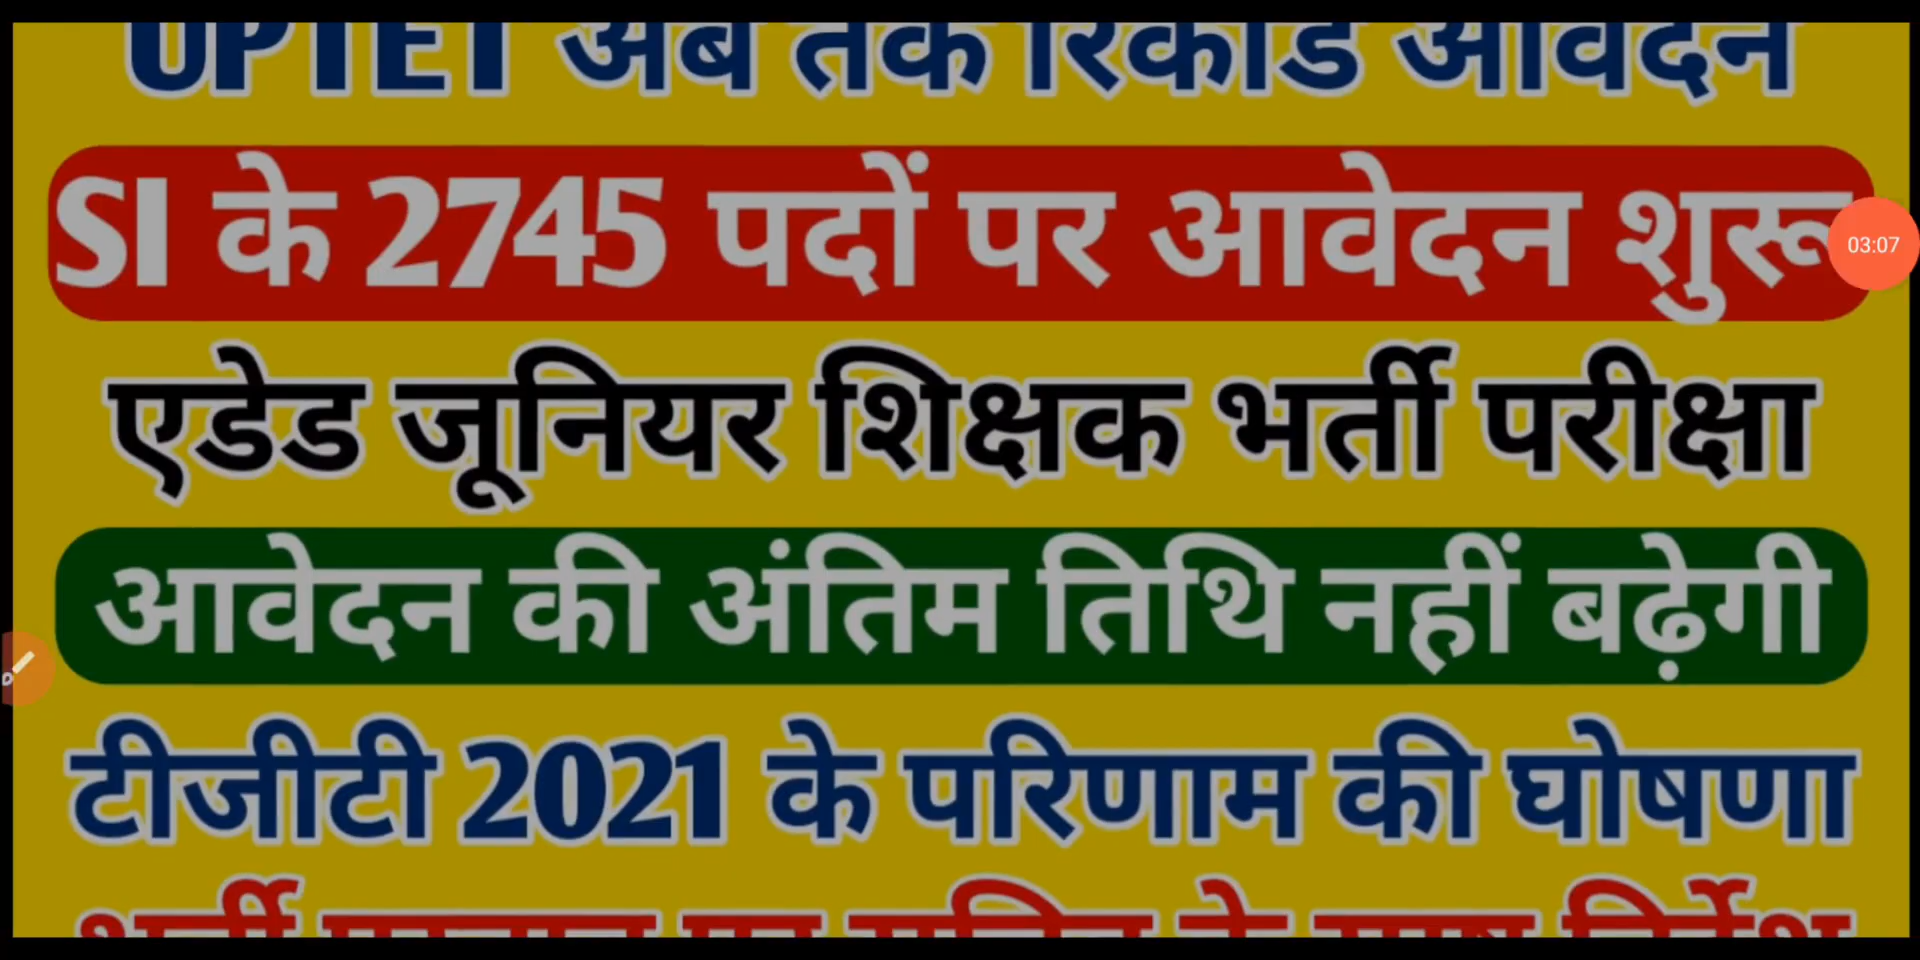 UPTET अब तक रिकॉर्ड आवेदन
SI के 2745 पदों पर आवेदन शुरू
03:07
एडेड जूनियर शिक्षक भर्ती परीक्षा
आवेदन की अंतिम तिथि नहीं बढ़ेगी
टीजीटी 2021 के परिणाम की घोषणा